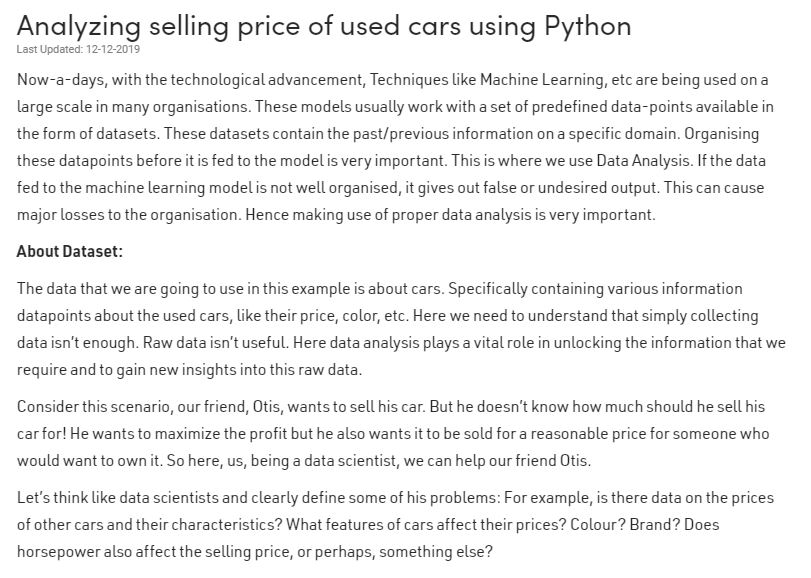 Analyzing selling price of used cars using Python
Last Updated: 12-12-2019
Now-a-days, with the technological advancement, Techniques like Machine Learning, etc are being used on a
large scale in many organisations. These models usually work with a set of predefined data-points available in
the form of datasets. These datasets contain the past/previous information on a specific domain. Organising
these datapoints before it is fed to the model is very important. This is where we use Data Analysis. If the data
fed to the machine learning model is not well organised, it gives out false or undesired output. This can cause
major losses to the organisation. Hence making use of proper data analysis is very important.
About Dataset:
The data that we are going to use in this example is about cars. Specifically containing various information
datapoints about the used cars, like their price, color, etc. Here we need to understand that simply collecting
data isn’t enough. Raw data isn’t useful. Here data analysis plays a vital role in unlocking the information that we
require and to gain new insights into this raw data.
Consider this scenario, our friend, Otis, wants to sell his car. But he doesn’t know how much should he sell his
car for! He wants to maximize the profit but he also wants it to be sold for a reasonable price for someone who
would want to own it. So here, us, being a data scientist, we can help our friend Otis.
Let’s think like data scientists and clearly define some of his problems: For example, is there data on the prices
of other cars and their characteristics? What features of cars affect their prices? Colour? Brand? Does
horsepower also affect the selling price, or perhaps, something else?